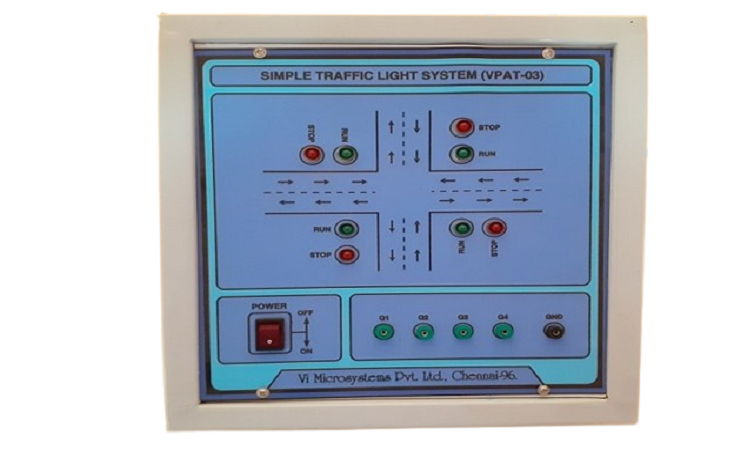 SIMPLE TRAFFIC LIGHT SYSTEM (VPAT-03)
STOP
RUN
STOP
RUN
RUN
STOP
RUN
STOP
POWER
OFF
ON
Q1
Q2
Q3
Q4
GND
Vi Microsystems Pvt. Ltd., Chennai-96.